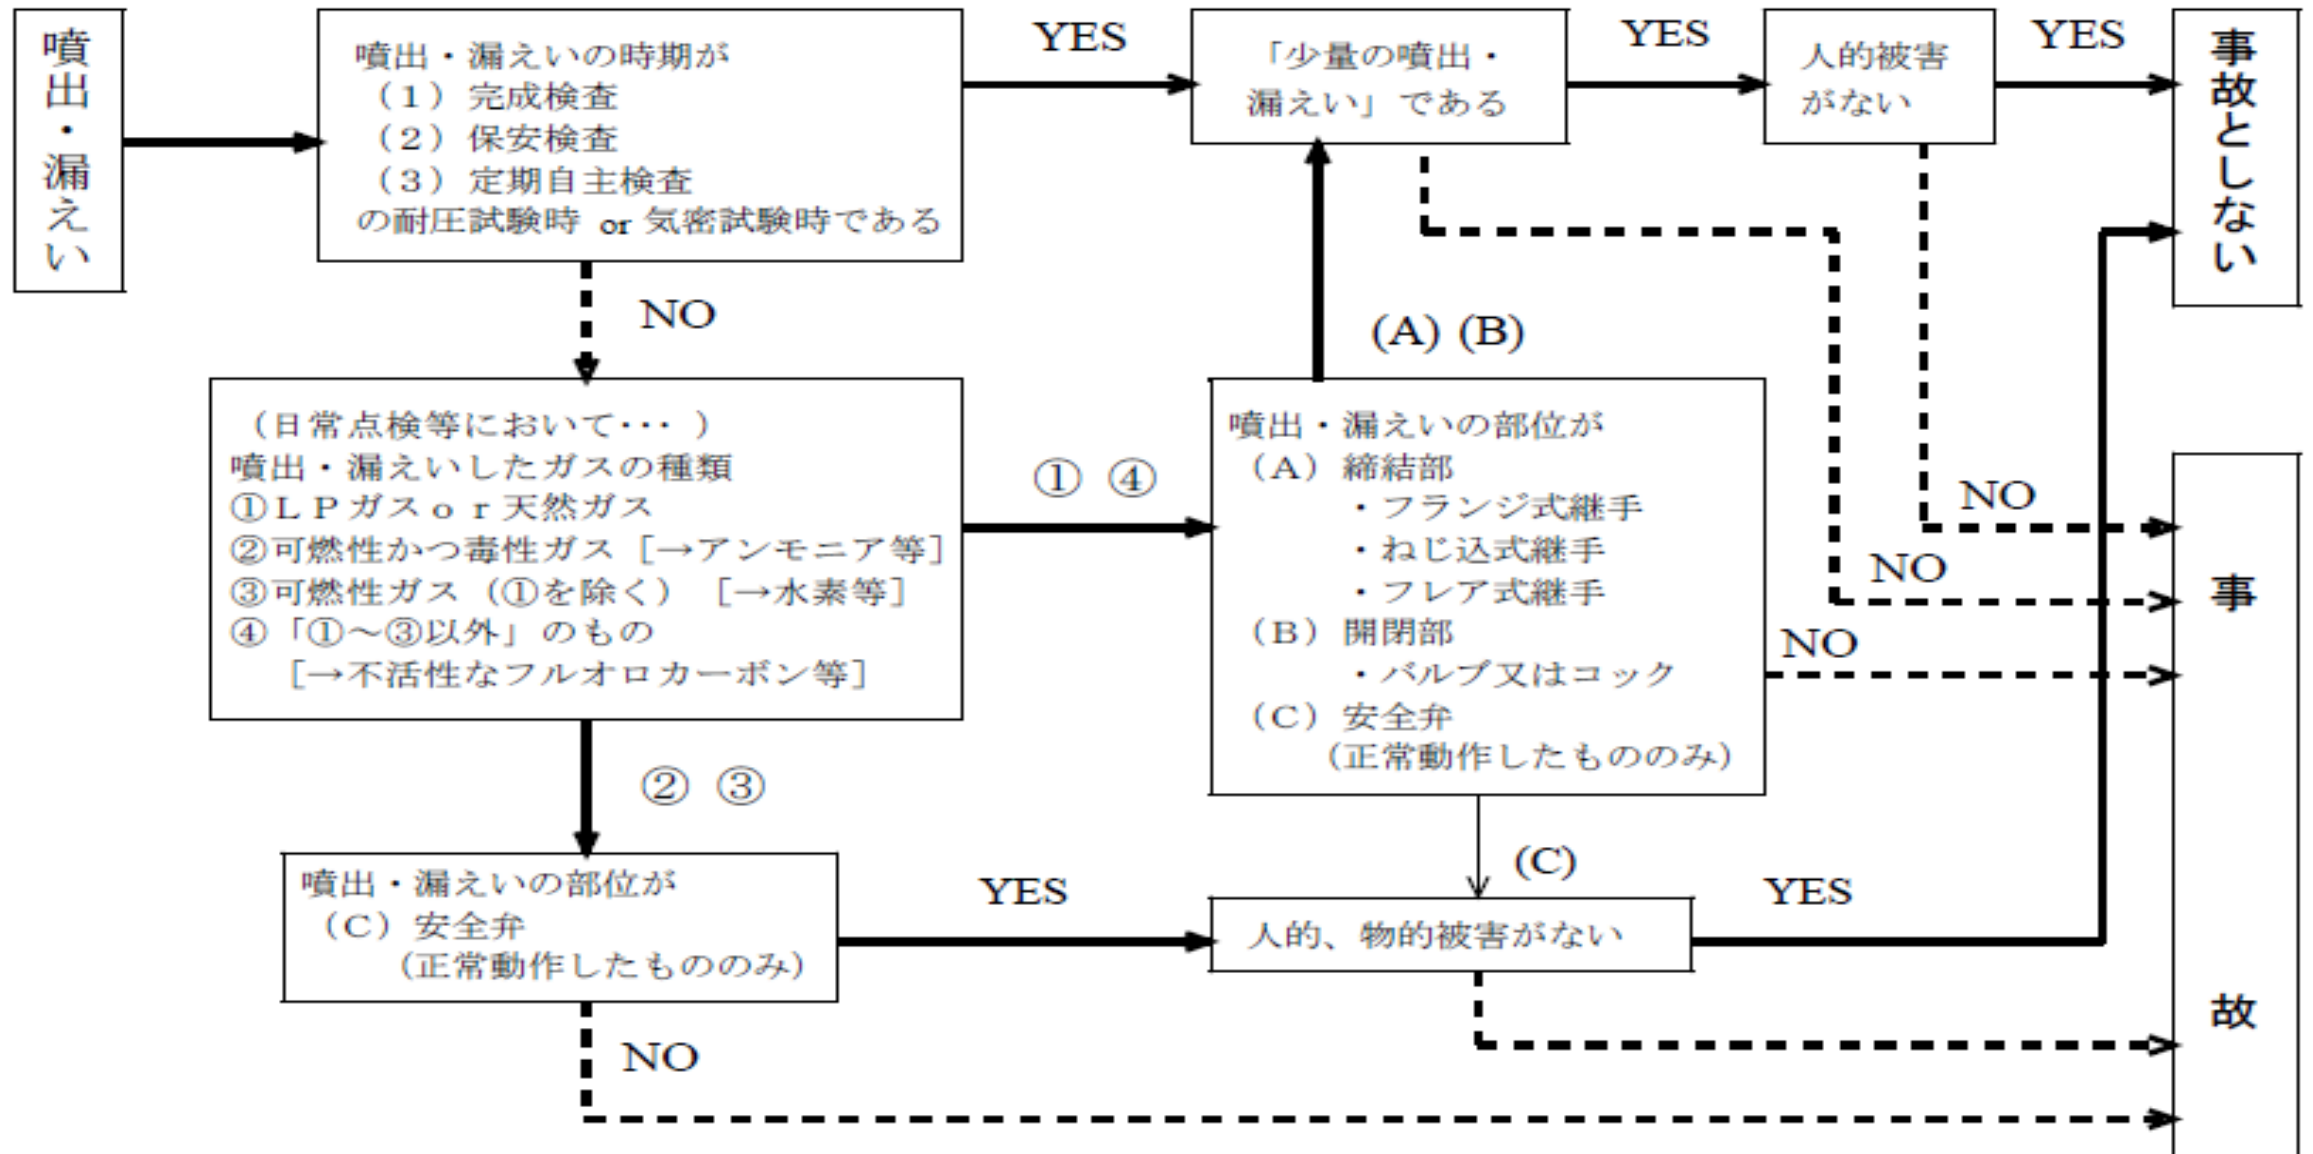 噴出・漏えい
噴出・漏えいの時期が
（１）完成検査
（２）保安検査
（３）定期自主検査
の耐圧試験時 or 気密試験時である
YES
「少量の噴出・
漏えい」である
YES
人的被害
がない
YES
事故としない
NO
（日常点検等において･･･ ）
噴出・漏えいしたガスの種類
①ＬＰガスｏｒ天然ガス
②可燃性かつ毒性ガス［→アンモニア等］
③可燃性ガス（①を除く）［→水素等］
④「①～③以外」のもの
［→不活性なフルオロカーボン等］
① ④
(A) (B)
噴出・漏えいの部位が
（Ａ）締結部
・フランジ式継手
・ねじ込式継手
・フレア式継手
（Ｂ）開閉部
・バルブ又はコック
（Ｃ）安全弁
（正常動作したもののみ）
NO
NO
NO
事故
② ③
噴出・漏えいの部位が
（Ｃ）安全弁
（正常動作したもののみ）
YES
(C)
人的、物的被害がない
YES
NO